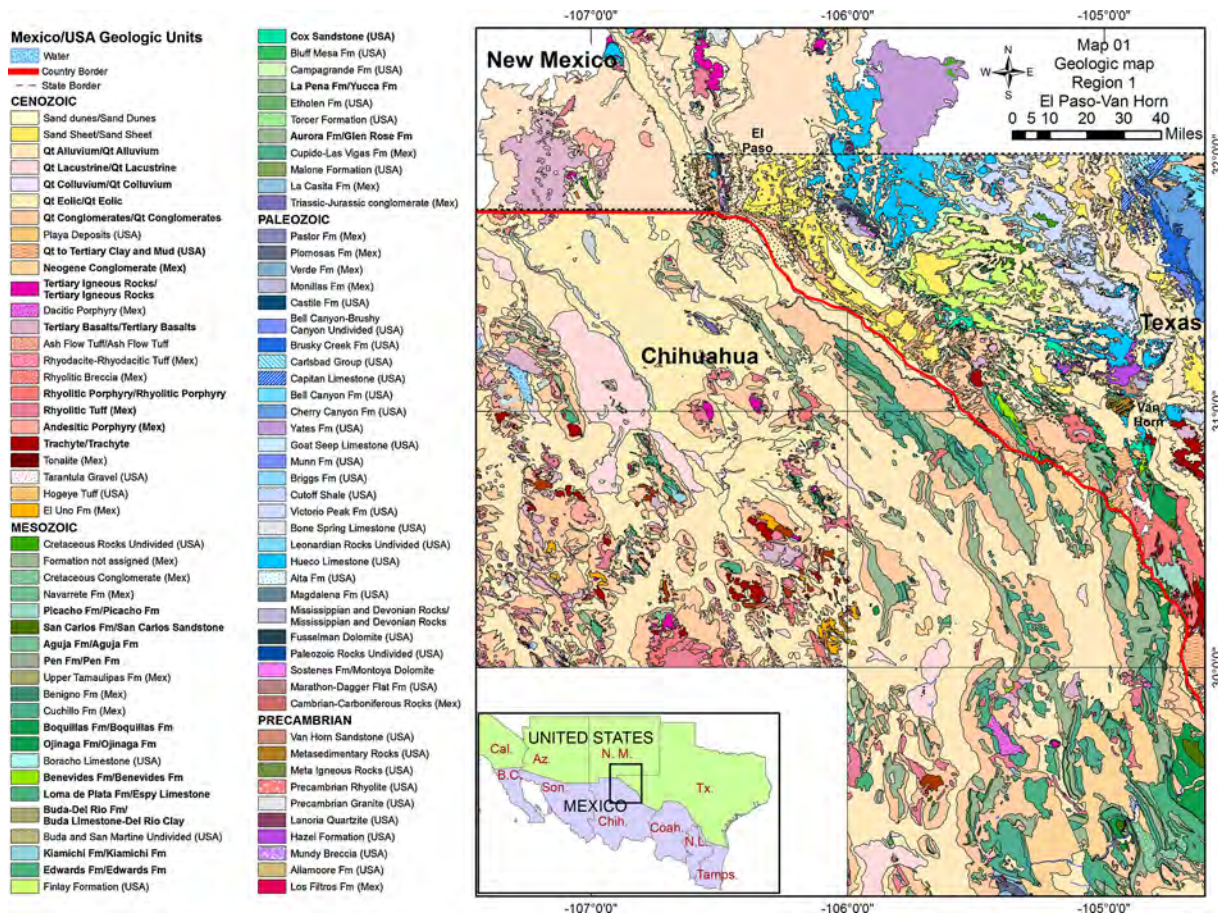 Mexico/USA Geologic Units
Water
Country Border
State Border
CENOZOIC
Sand dunes/Sand Dunes
Sand Sheet/Sand Sheet
Qt Alluvium/Qt Alluvium
Qt Lacustrine/Qt Lacustrine
Qt Colluvium/Qt Colluvium
Qt Eolic/Qt Eolic
Qt Conglomerates/Qt Conglomerates
Playa Deposits (USA)
Qt to Tertiary Clay and Mud (USA)
Neogene Conglomerate (Mex)
Tertiary Igneous Rocks/
Tertiary Igneous Rocks
Dacitic Porphyry (Mex)
Tertiary Basalts/Tertiary Basalts
Ash Flow Tuff/Ash Flow Tuff
Rhyodacite-Rhyodacitic Tuff (Mex)
Rhyolitic Breccia (Mex)
Rhyolitic Porphyry/Rhyolitic Porphyry
Rhyolitic Tuff (Mex)
Andesitic Porphyry (Mex)
Trachyte/Trachyte
Tonalite (Mex)
Tarantula Gravel (USA)
Hogeye Tuff (USA)
El Uno Fm (Mex)
MESOZOIC
Cretaceous Rocks Undivided (USA)
Formation not assigned (Mex)
Cretaceous Conglomerate (Mex)
Navarrete Fm (Mex)
Picacho Fm/Picacho Fm
San Carlos Fm/San Carlos Sandstone
Aguja Fm/Aguja Fm
Pen Fm/Pen Fm
Upper Tamaulipas Fm (Mex)
Benigno Fm (Mex)
Cuchillo Fm (Mex)
Boquillas Fm/Boquillas Fm
Ojinaga Fm/Ojinaga Fm
Boracho Limestone (USA)
Benevides Fm/Benevides Fm
Loma de Plata Fm/Espy Limestone
Buda-Del Rio Fm/
Buda Limestone-Del Rio Clay
Buda and San Martine Undivided (USA)
Kiamichi Fm/Kiamichi Fm
Edwards Fm/Edwards Fm
Finlay Formation (USA)
Cox Sandstone (USA)
Bluff Mesa Fm (USA)
Campagrande Fm (USA)
La Pena Fm/Yucca Fm
Etholen Fm (USA)
Torcer Formation (USA)
Aurora Fm/Glen Rose Fm
Cupido-Las Vigas Fm (Mex)
Malone Formation (USA)
La Casita Fm (Mex)
Triassic-Jurassic conglomerate (Mex)
PALEOZOIC
Pastor Fm (Mex)
Plomosas Fm (Mex)
Verde Fm (Mex)
Monillas Fm (Mex)
Castile Fm (USA)
Bell Canyon-Brushy
Canyon Undivided (USA)
Brusky Creek Fm (USA)
Carlsbad Group (USA)
Capitan Limestone (USA)
Bell Canyon Fm (USA)
Cherry Canyon Fm (USA)
Yates Fm (USA)
Goat Seep Limestone (USA)
Munn Fm (USA)
Briggs Fm (USA)
Cutoff Shale (USA)
Victorio Peak Fm (USA)
Bone Spring Limestone (USA)
Leonardian Rocks Undivided (USA)
Hueco Limestone (USA)
Alta Fm (USA)
Magdalena Fm (USA)
Mississippian and Devonian Rocks/
Mississippian and Devonian Rocks
Fusselman Dolomite (USA)
Paleozoic Rocks Undivided (USA)
Sostenes Fm/Montoya Dolomite
Marathon-Dagger Flat Fm (USA)
Cambrian-Carboniferous Rocks (Mex)
PRECAMBRIAN
Van Horn Sandstone (USA)
Metasedimentary Rocks (USA)
Meta Igneous Rocks (USA)
Precambrian Rhyolite (USA)
Precambrian Granite (USA)
Lanoria Quartzite (USA)
Hazel Formation (USA)
Mundy Breccia (USA)
Allamoore Fm (USA)
Los Filtros Fm (Mex)
-107°0'0"
-106°0'0"
-105°0'0"
New Mexico
N
W E
S
Map 01
Geologic map
Region 1
El Paso-Van Horn
0 5 10 20 30 40
Miles
El
Paso
32°0'0"
Texas
Chihuahua
31°0'0"
Van
Horn
30°0'0"
UNITED STATES
Cal.
Az.
N. M.
Tx.
B.C.
Son.
MEXICO
Chih.
Coah.
N.L.
Tamps.
-107°0'0"
-106°0'0"
-105°0'0"